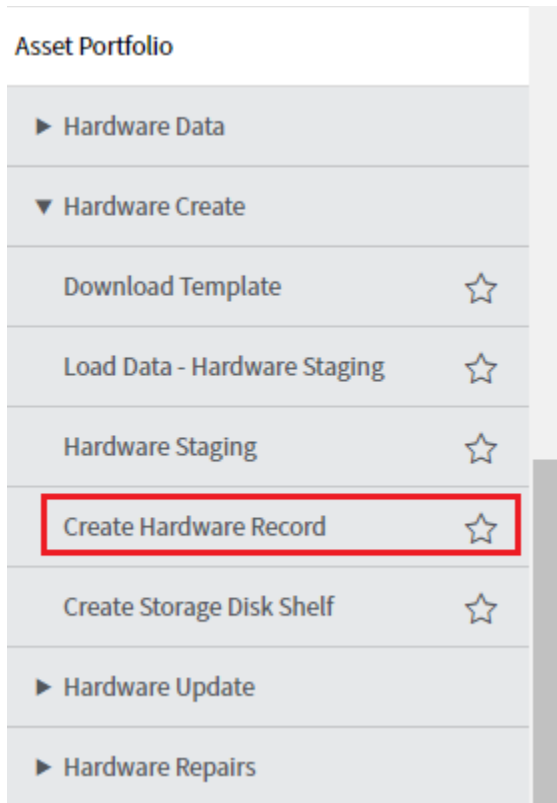 Asset Portfolio
Hardware Data
Hardware Create
Download Template
Load Data - Hardware Staging
Hardware Staging
Create Hardware Record
Create Storage Disk Shelf
Hardware Update
Hardware Repairs